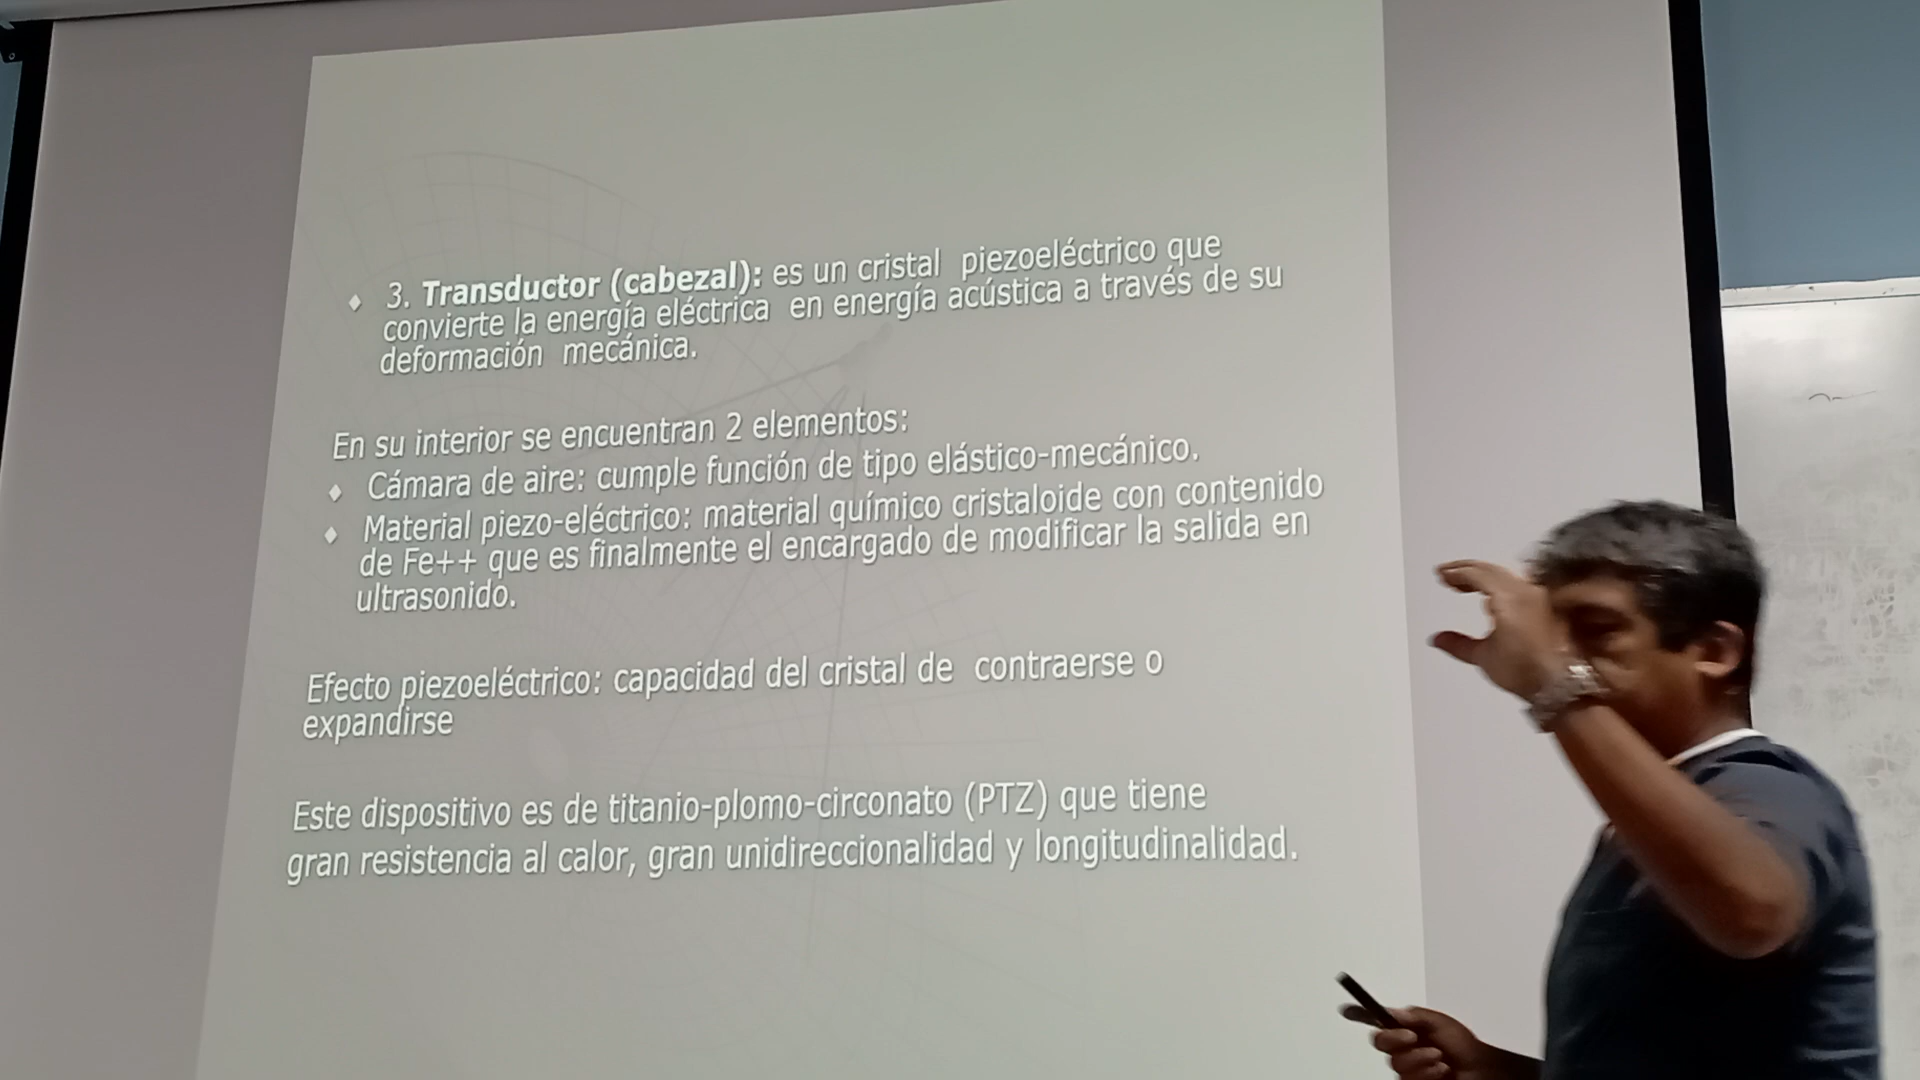 ♦ 3. Transductor (cabezal): es un cristal piezoeléctrico que
convierte la energía eléctrica en energía acústica a través de su
deformación mecánica.
En su interior se encuentran 2 elementos:
♦ Cámara de aire: cumple función de tipo elástico-mecánico.
♦ Material piezo-eléctrico: material químico cristaloide con contenido
de Fe++ que es finalmente el encargado de modificar la salida en
ultrasonido.
Efecto piezoeléctrico: capacidad del cristal de contraerse o
expandirse
Este dispositivo es de titanio-plomo-circonato (PTZ) que tiene
gran resistencia al calor, gran unidireccionalidad y longitudinalidad.